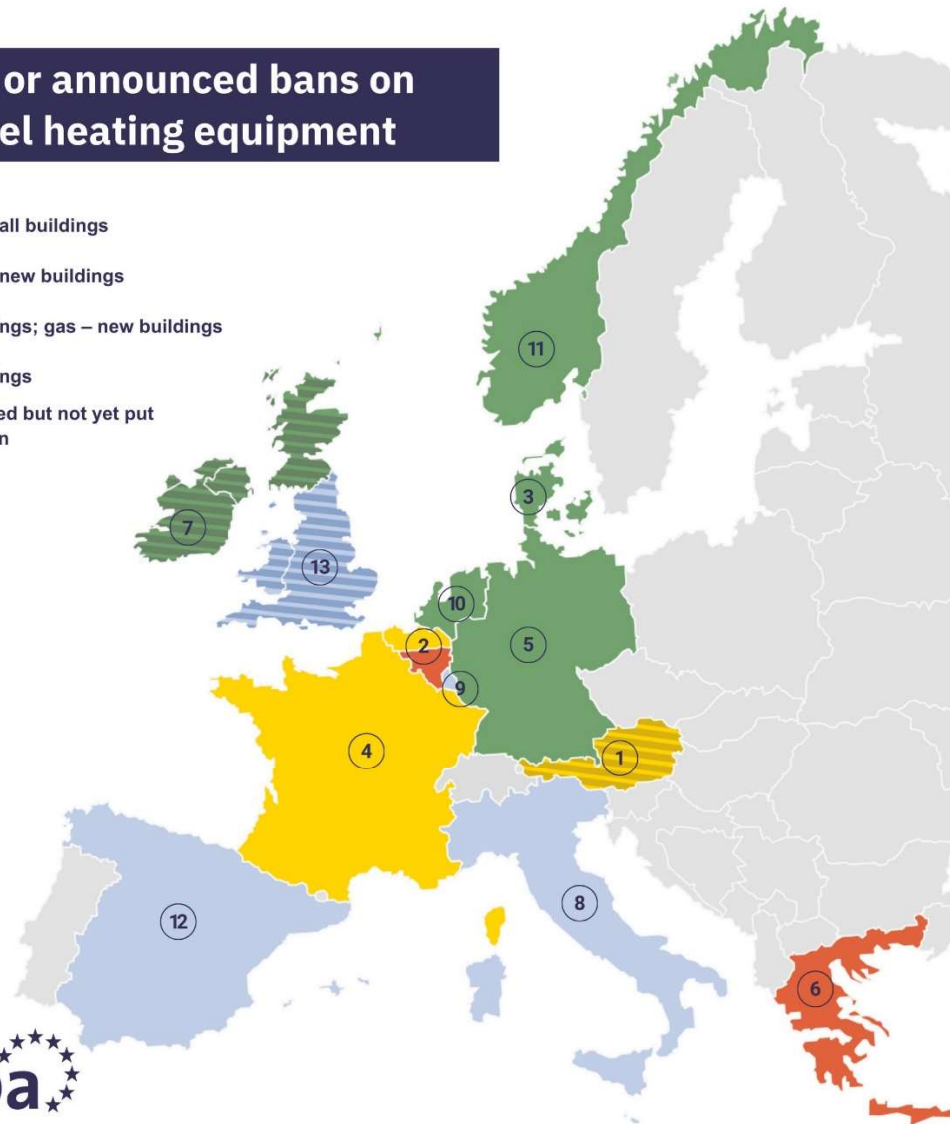 or announced bans on
el heating equipment
all buildings
new buildings
ngs; gas – new buildings
ngs
ed but not yet put
n
11
3
7
13
10
5
2
9
4
1
12
8
6
a